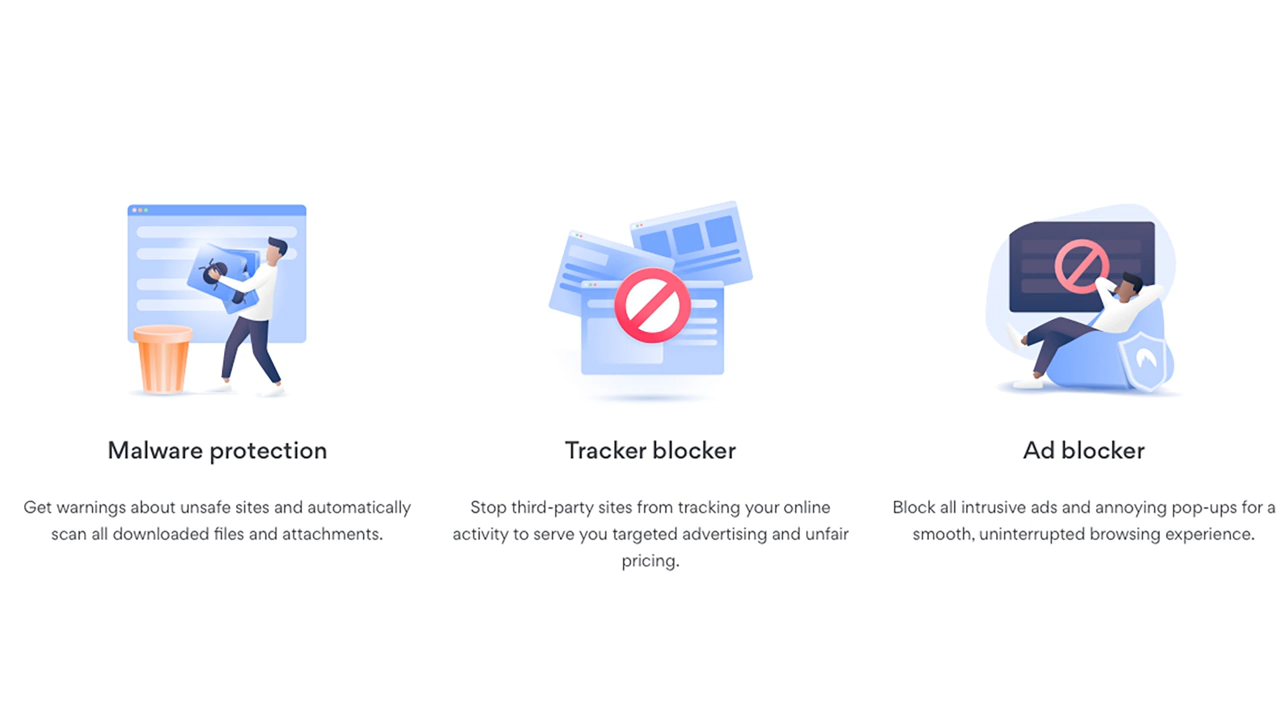 Malware protection
Get warnings about unsafe sites and automatically
scan all downloaded files and attachments.
Tracker blocker
Stop third-party sites from tracking your online
activity to serve you targeted advertising and unfair
pricing.
Ad blocker
Block all intrusive ads and annoying pop-ups for a
smooth, uninterrupted browsing experience.